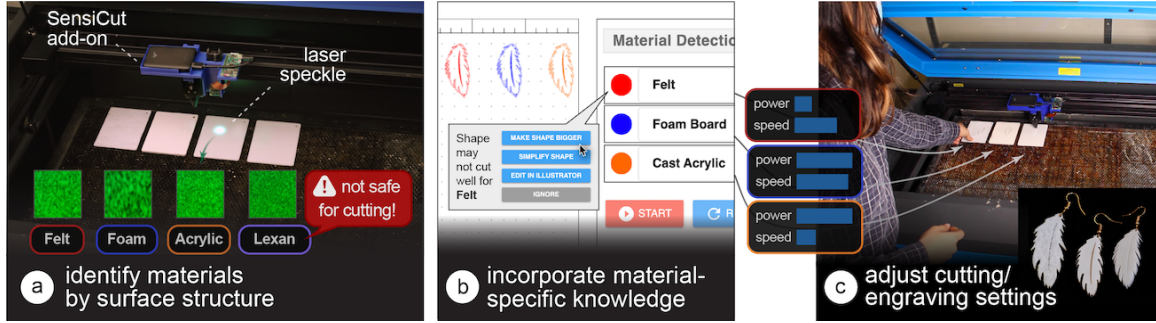 SensiCut
add-on
laser
speckle
not safe
for cutting!
Felt
Foam
Acrylic
Lexan
a
identify materials
by surface structure
Material Detectio
Felt
Foam Board
Cast Acrylic
Shape
may
not cut
well for
Felt
MAKE SHAPE BIGGER
SIMPLIFY SHAPE
EDIT IN ILLUSTRATOR
IGNORE
START
R
b
incorporate material-
specific knowledge
power
speed
power
speed
power
speed
c
adjust cutting/
engraving settings